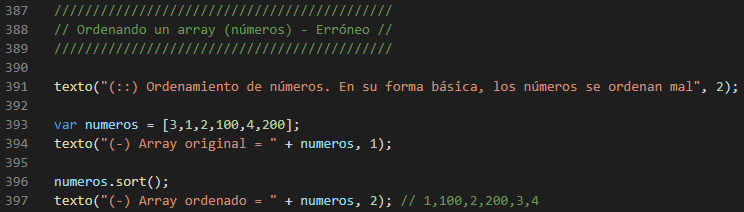 387 ////////////////////////////////////////////
388 // Ordenando un array (números) - Erróneo //
389 ////////////////////////////////////////////
390
391 texto("(::) Ordenamiento de números. En su forma básica, los números se ordenan mal", 2);
392
393 var numeros = [3,1,2,100,4,200];
394 texto("(-) Array original = " + numeros, 1);
395
396 numeros.sort();
397 texto("(-) Array ordenado = " + numeros, 2); // 1,100,2,200,3,4